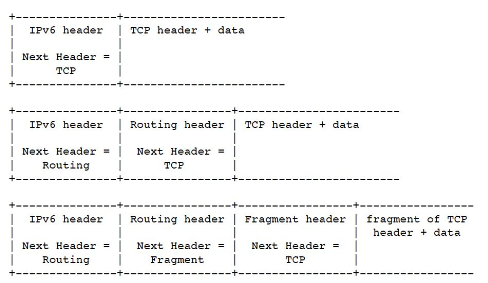 IPv6 header TCP header + data
Next Header =
TCP
IPv6 header Routing header TCP header + data
Next Header = Next Header =
Routing TCP
IPv6 header Routing header Fragment header fragment of TCP
header + data
Next Header = Next Header = Next Header =
Routing Fragment TCP